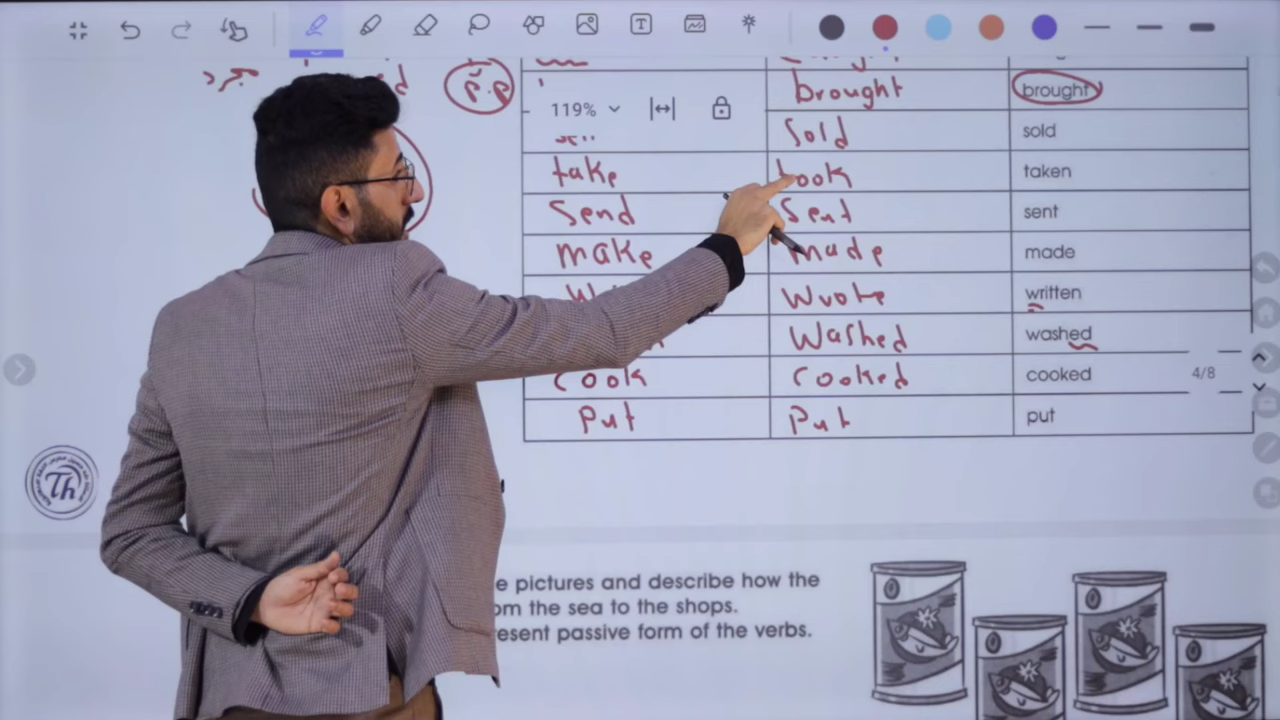 p.p
brought brought
119%
sold sold
take took taken
send sent sent
make made made
wrote written
washed washed
cook cooked cooked
4/8
put put put
Th
e pictures and describe how the
om the sea to the shops.
resent passive form of the verbs.